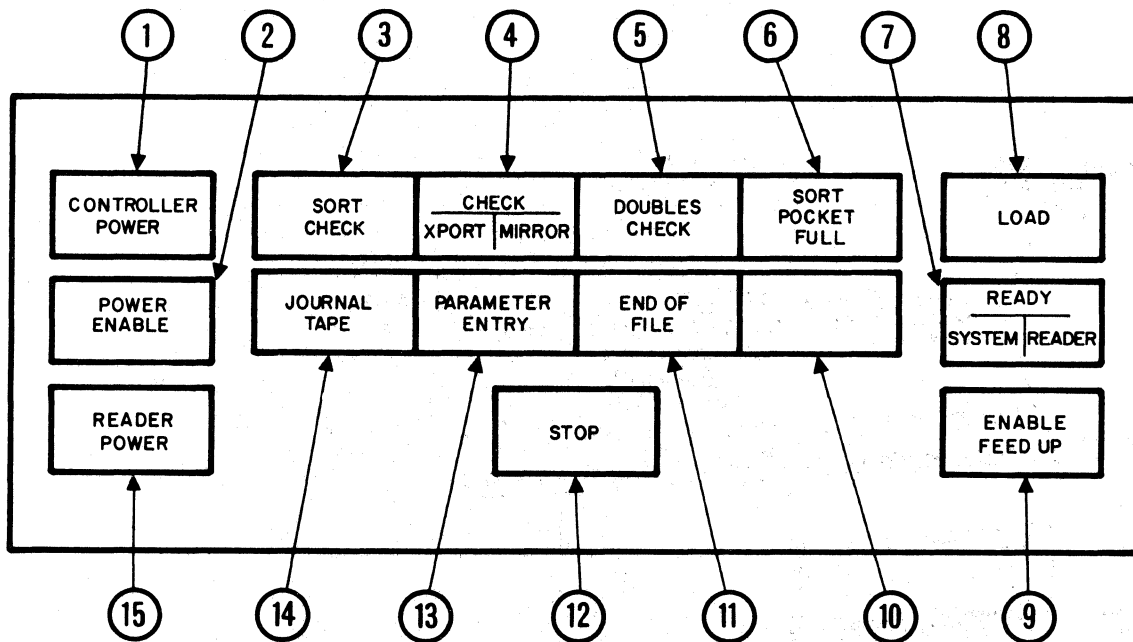 1 2 3 4 5 6 7 8
CONTROLLER
POWER
SORT
CHECK
CHECK
XPORT MIRROR
DOUBLES
CHECK
SORT
POCKET
FULL
LOAD
POWER
ENABLE
JOURNAL
TAPE
PARAMETER
ENTRY
END OF
FILE
READY
SYSTEM READER
READER
POWER
STOP
ENABLE
FEED UP
15 14 13 12 11 10 9